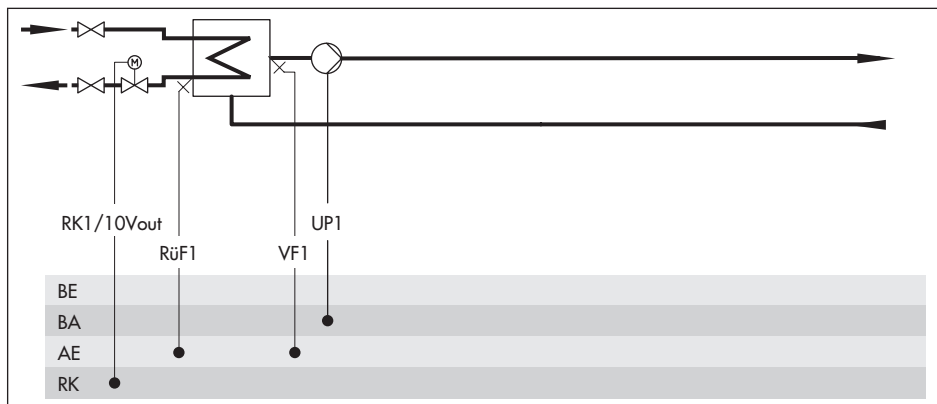 M
RK1/10Vout
UP1
RüF1
VF1
BE
BA
AE
RK